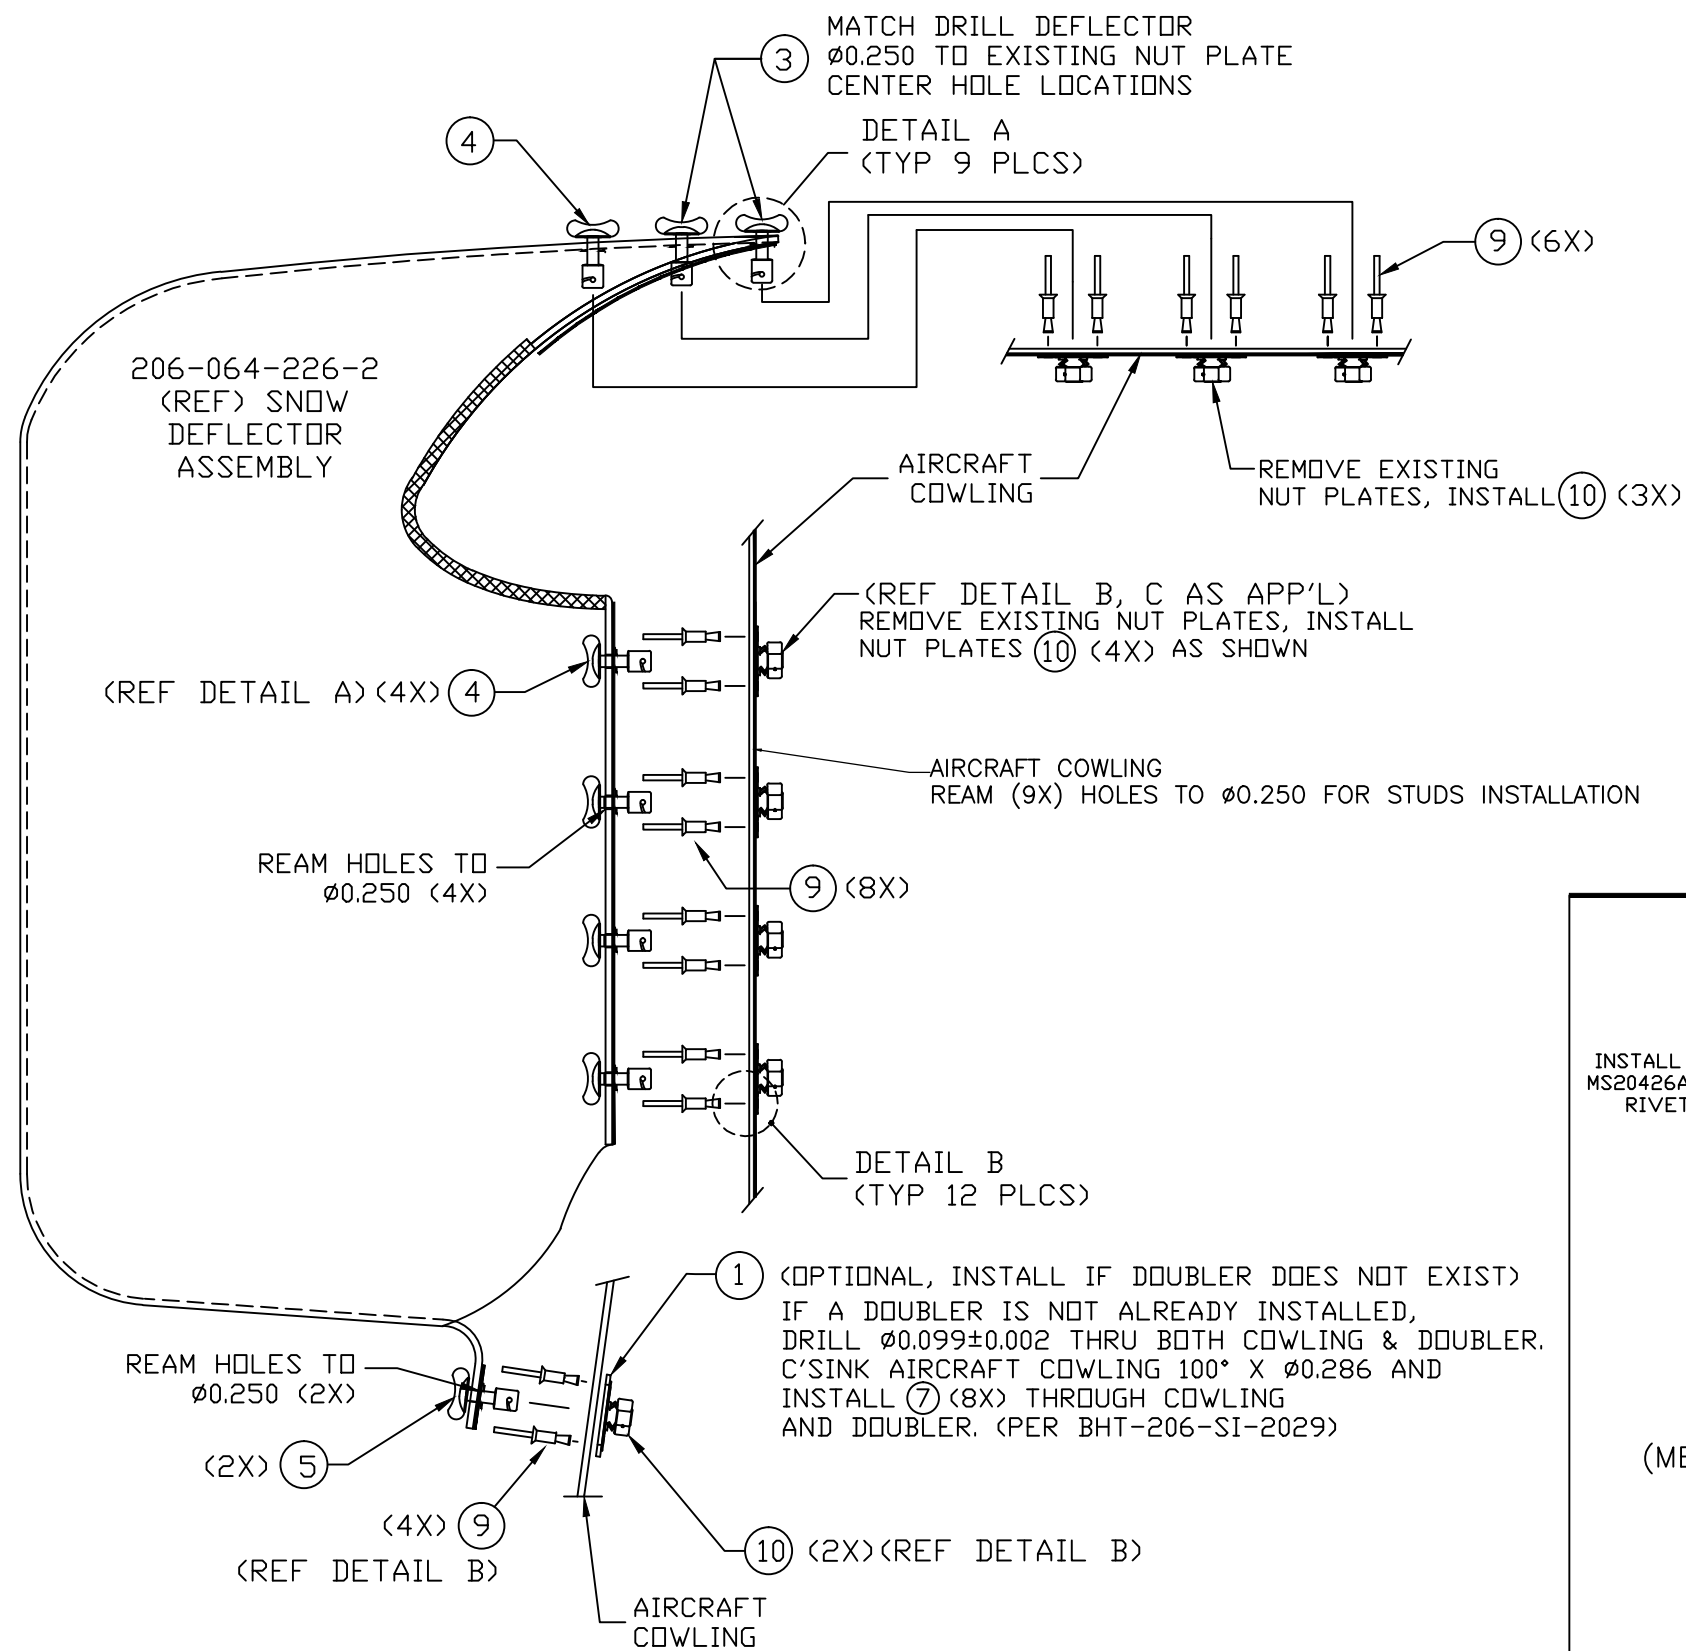 3
MATCH DRILL DEFLECTOR
Ø0.250 TO EXISTING NUT PLATE
CENTER HOLE LOCATIONS
4
DETAIL A
(TYP 9 PLCS)
9 (6X)
206-064-226-2
(REF) SNOW
DEFLECTOR
ASSEMBLY
AIRCRAFT
COWLING
REMOVE EXISTING
NUT PLATES, INSTALL 10 (3X)
(REF DETAIL B, C AS APP'L)
REMOVE EXISTING NUT PLATES, INSTALL
NUT PLATES 10 (4X) AS SHOWN
(REF DETAIL A) (4X) 4
AIRCRAFT COWLING
REAM (9X) HOLES TO Ø0.250 FOR STUDS INSTALLATION
REAM HOLES TO
Ø0.250 (4X)
9 (8X)
INSTALL
MS20426A
RIVET
DETAIL B
(TYP 12 PLCS)
1 (OPTIONAL, INSTALL IF DOUBLER DOES NOT EXIST)
IF A DOUBLER IS NOT ALREADY INSTALLED,
DRILL Ø0.099±0.002 THRU BOTH COWLING & DOUBLER.
C'SINK AIRCRAFT COWLING 100° X Ø0.286 AND
INSTALL 7 (8X) THROUGH COWLING
AND DOUBLER. (PER BHT-206-SI-2029)
REAM HOLES TO
Ø0.250 (2X)
(2X) 5
(4X) 9
(REF DETAIL B)
10 (2X) (REF DETAIL B)
AIRCRAFT
COWLING